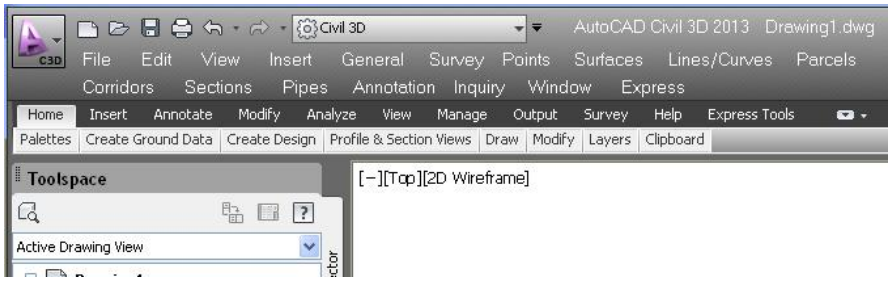 Civil 3D AutoCAD Civil 3D 2013 Drawing1.dwg
C3D File Edit View Insert General Survey Points Surfaces Lines/Curves Parcels
Corridors Sections Pipes Annotation Inquiry Window Express
Home Insert Annotate Modify Analyze View Manage Output Survey Help Express Tools
Palettes Create Ground Data Create Design Profile & Section Views Draw Modify Layers Clipboard
Toolspace [-][Top][2D Wireframe]
?
Active Drawing View